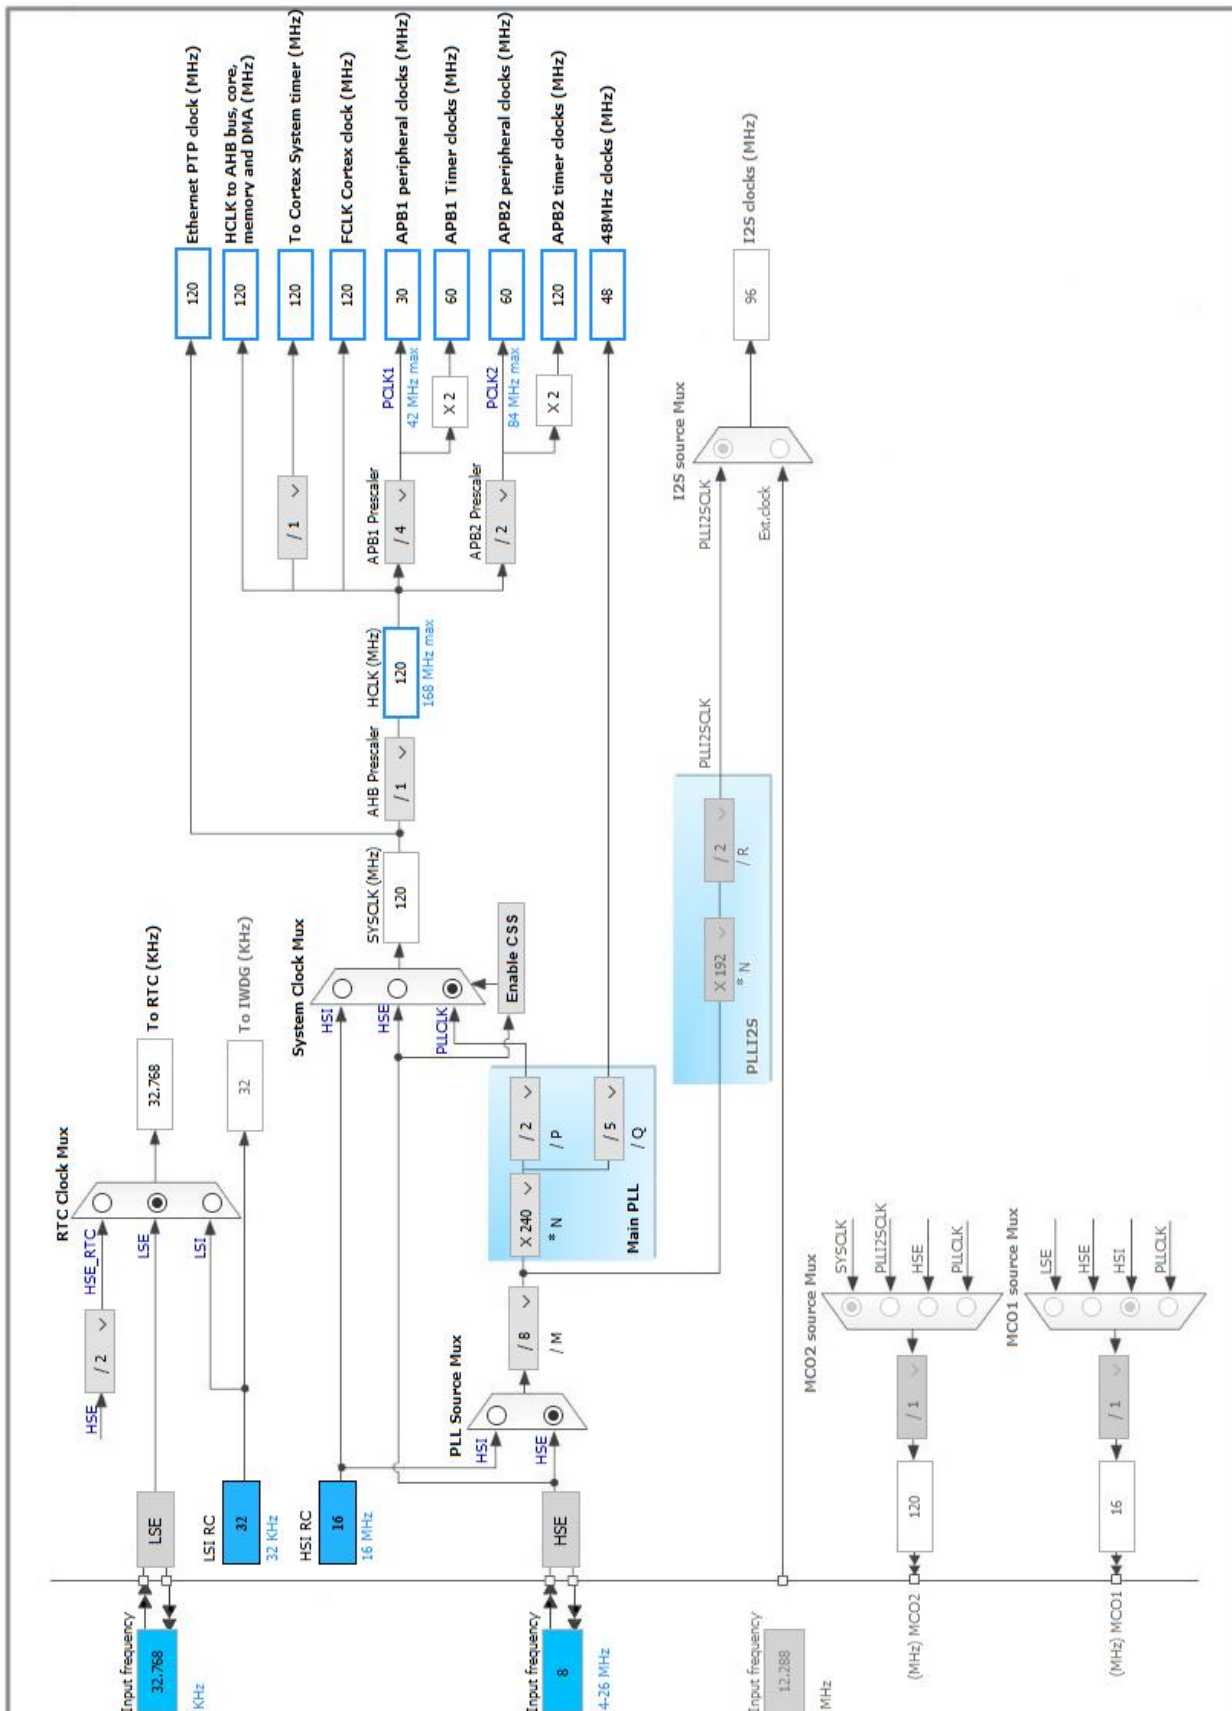 Input frequency
32.768
KHz
LSE
HSE
/ 2
HSE_RTC
LSE
LSI
RTC Clock Mux
32.768
To RTC (KHz)
LSI RC
32
32 KHz
32
To IWDG (KHz)
HSI RC
16
16 MHz
Input frequency
8
4-26 MHz
HSE
PLL Source Mux
HSI
HSE
/ 8
/ M
X 240
* N
/ 2
/ P
/ 5
/ Q
Main PLL
System Clock Mux
HSI
HSE
PLLCLK
Enable CSS
SYSCLK (MHz)
120
AHB Prescaler
/ 1
HCLK (MHz)
120
168 MHz max
/ 1
APB1 Prescaler
/ 4
PCLK1
42 MHz max
X 2
APB2 Prescaler
/ 2
PCLK2
84 MHz max
X 2
120
Ethernet PTP clock (MHz)
120
HCLK to AHB bus, core,
memory and DMA (MHz)
120
To Cortex System timer (MHz)
120
FCLK Cortex clock (MHz)
30
APB1 peripheral clocks (MHz)
60
APB1 Timer clocks (MHz)
60
APB2 peripheral clocks (MHz)
120
APB2 timer clocks (MHz)
48
48MHz clocks (MHz)
X 192
* N
/ 2
/ R
PLLI2S
PLLI2SCLK
PLLI2SCLK
Ext.clock
I2S source Mux
96
I2S clocks (MHz)
Input frequency
12.288
MHz
MCO2 source Mux
SYSCLK
PLLI2SCLK
HSE
PLLCLK
/ 1
120
(MHz) MCO2
MCO1 source Mux
LSE
HSE
HSI
PLLCLK
/ 1
16
(MHz) MCO1